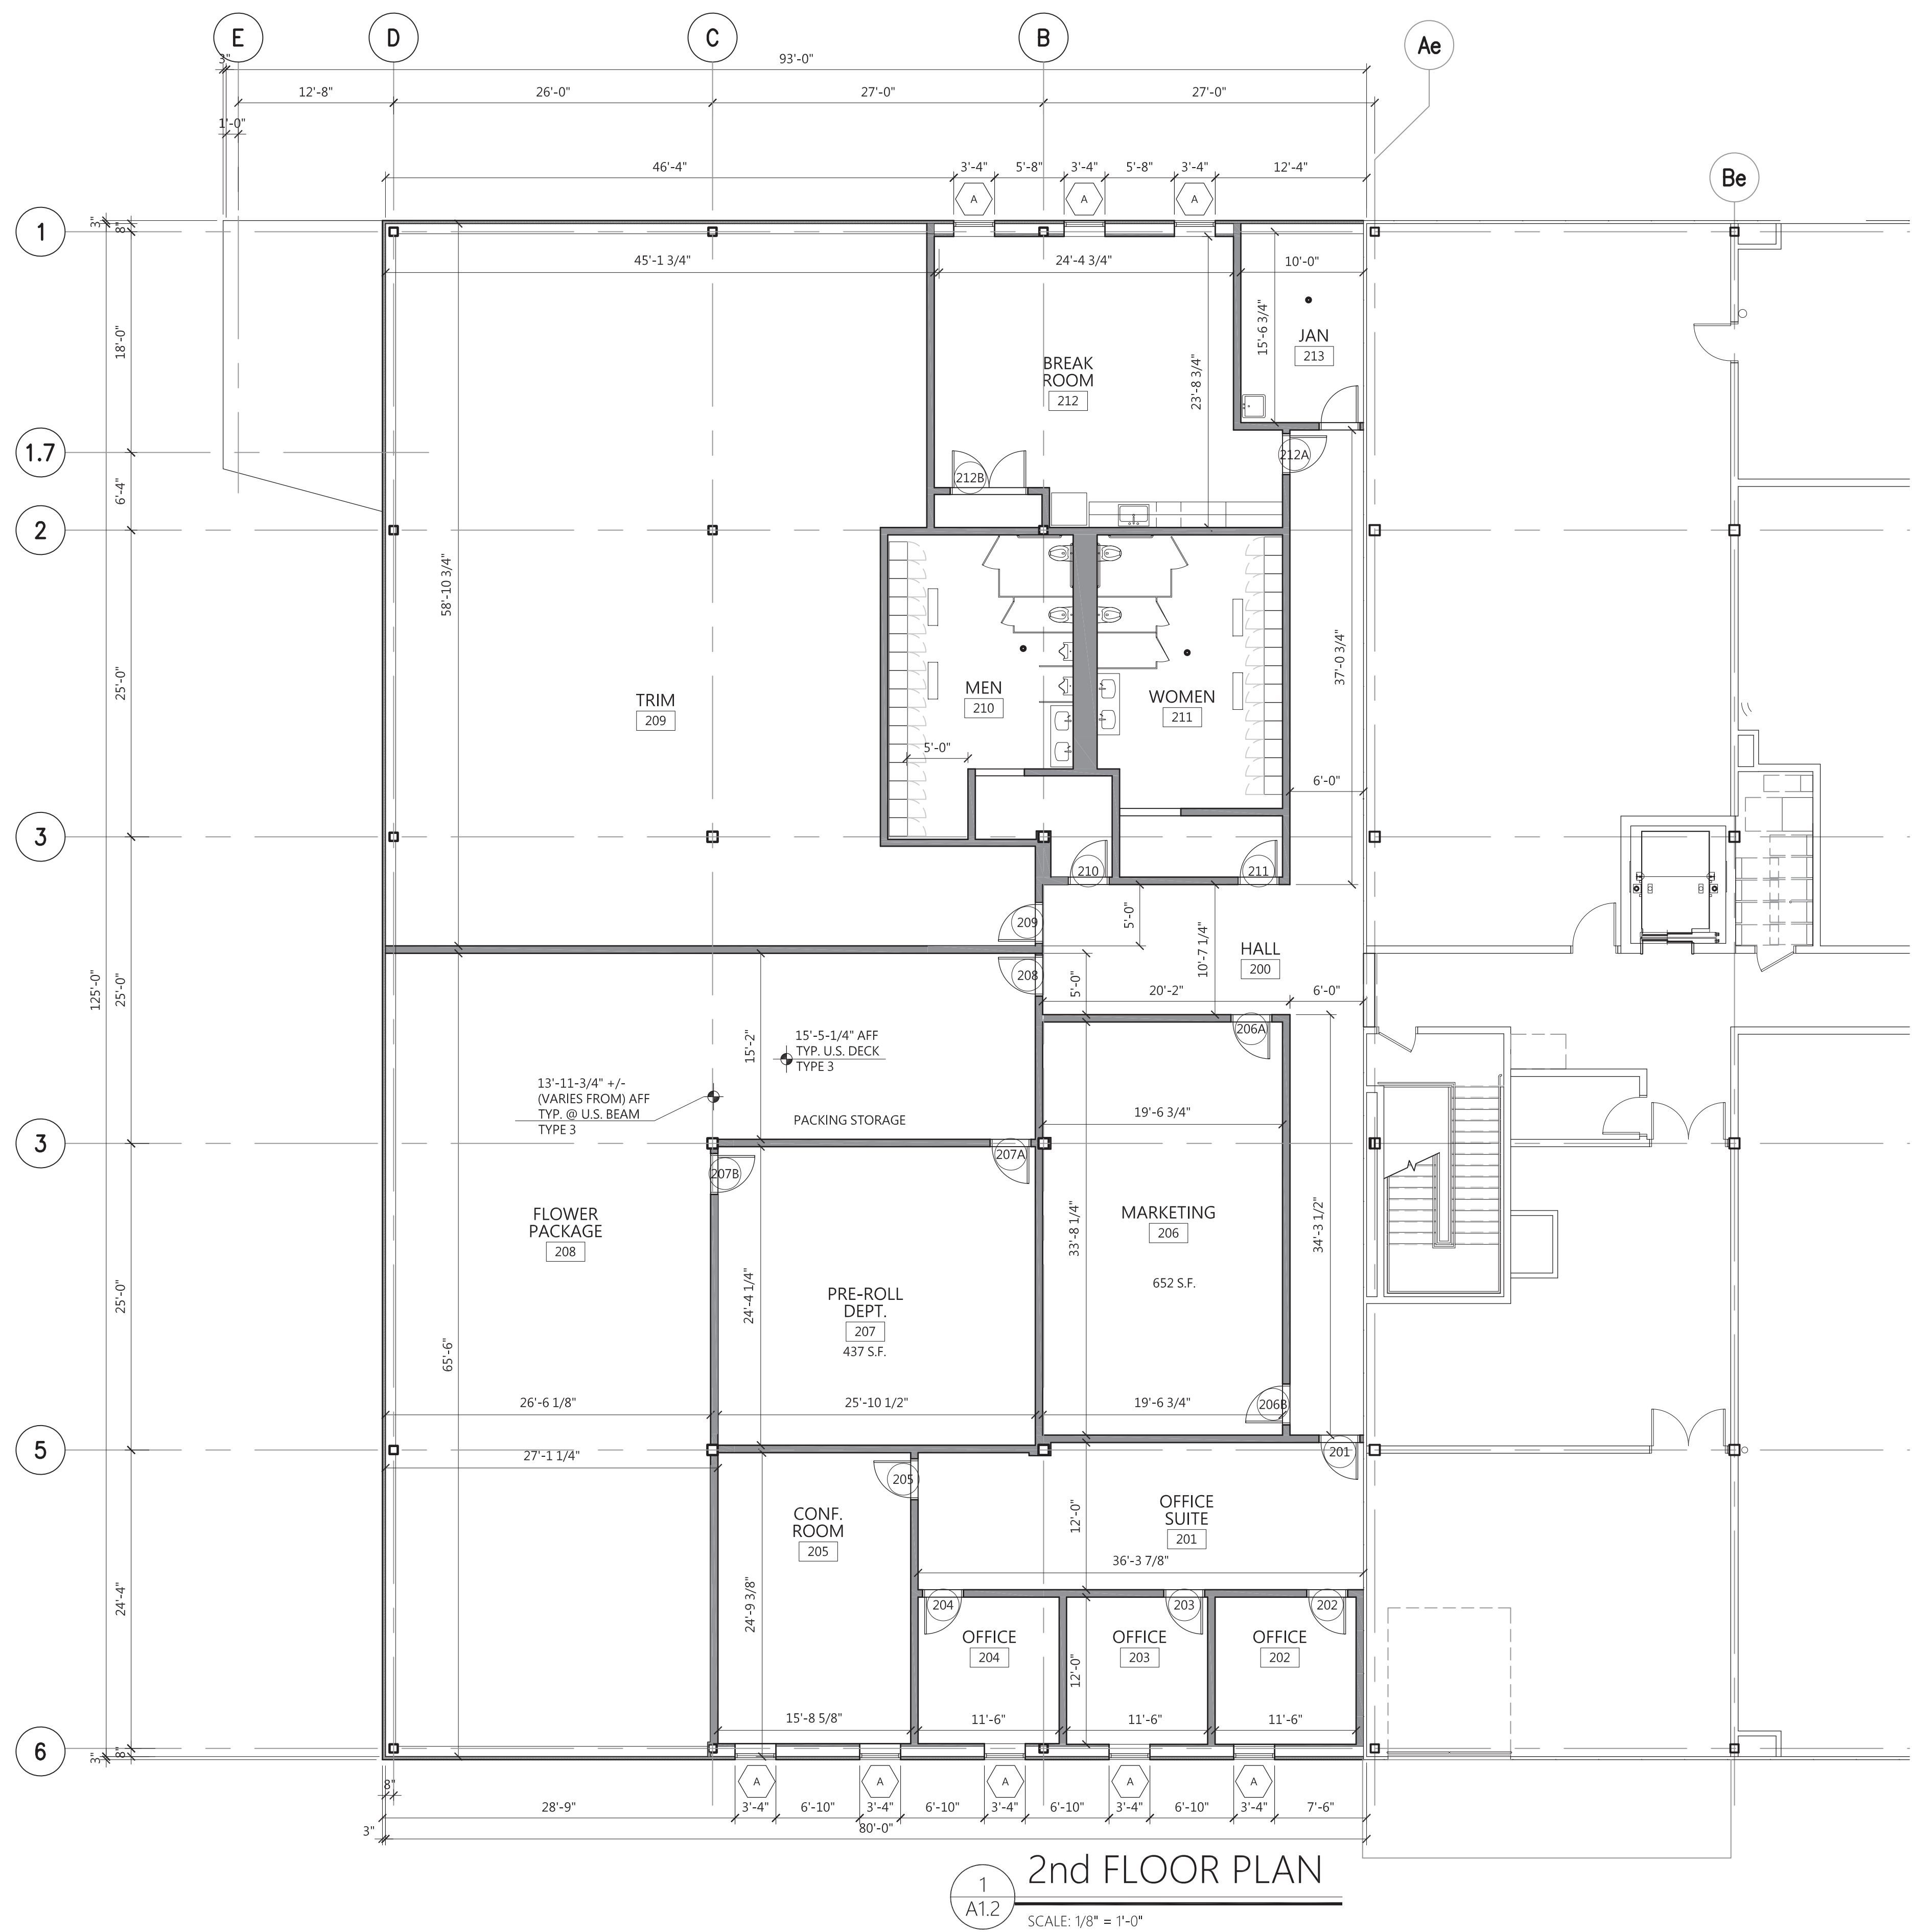 E
D
C
B
Ae
3"
93'-0"
12'-8"
26'-0"
27'-0"
27'-0"
1'-0"
Be
46'-4"
3'-4"
5'-8"
3'-4"
5'-8"
3'-4"
12'-4"
A
A
A
1
3"
8"
45'-1 3/4"
24'-4 3/4"
10'-0"
18'-0"
15'-6 3/4"
JAN
213
BREAK
ROOM
212
23'-8 3/4"
1.7
212A
212B
6'-4"
2
58'-10 3/4"
25'-0"
37'-0 3/4"
TRIM
209
MEN
210
WOMEN
211
5'-0"
6'-0"
3
210
211
209
5'-0"
10'-7 1/4"
HALL
200
208
125'-0"
25'-0"
5'-0"
20'-2"
6'-0"
206A
15'-2"
15'-5-1/4" AFF
TYP. U.S. DECK
TYPE 3
13'-11-3/4" +/-
(VARIES FROM) AFF
TYP. @ U.S. BEAM
TYPE 3
PACKING STORAGE
19'-6 3/4"
3
207A
207B
FLOWER
PACKAGE
208
MARKETING
206
33'-8 1/4"
34'-3 1/2"
652 S.F.
25'-0"
24'-4 1/4"
PRE-ROLL
DEPT.
207
437 S.F.
65'-6"
26'-6 1/8"
25'-10 1/2"
19'-6 3/4"
206B
5
27'-1 1/4"
201
205
CONF.
ROOM
205
12'-0"
OFFICE
SUITE
201
36'-3 7/8"
24'-4"
24'-9 3/8"
204
203
202
OFFICE
204
OFFICE
203
OFFICE
202
12'-0"
15'-8 5/8"
11'-6"
11'-6"
11'-6"
6
8"
3"
A
A
A
A
A
8"
28'-9"
3'-4"
6'-10"
3'-4"
6'-10"
3'-4"
6'-10"
3'-4"
6'-10"
3'-4"
7'-6"
3"
80'-0"
1
A1.2
2nd FLOOR PLAN
SCALE: 1/8" = 1'-0"